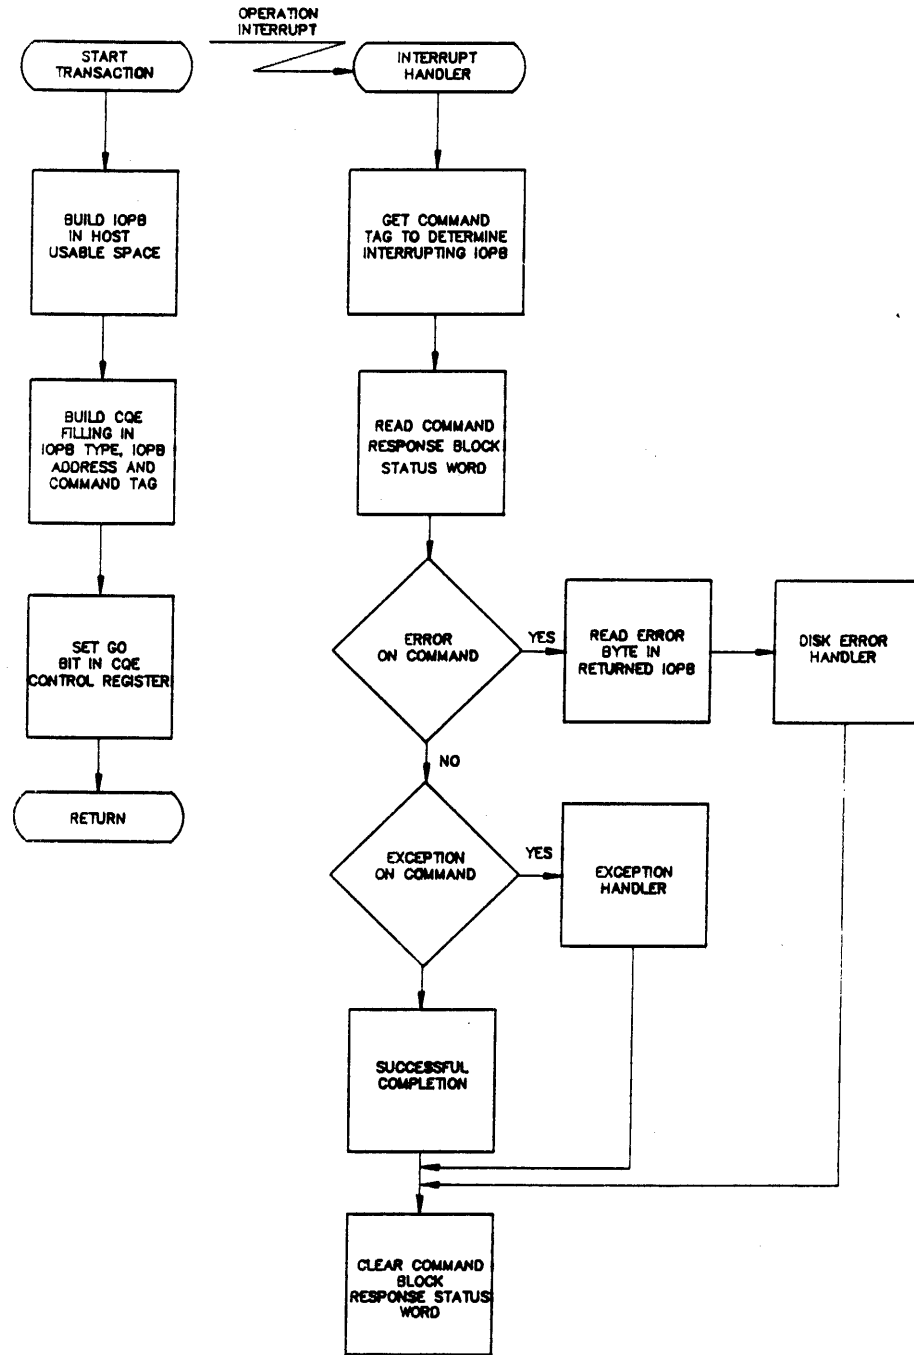 START
TRANSACTION
BUILD IOPB
IN HOST
USABLE SPACE
BUILD CQE
FILLING IN
IOPB TYPE, IOPB
ADDRESS AND
COMMAND TAG
SET GO
BIT IN CQE
CONTROL REGISTER
RETURN
OPERATION
INTERRUPT
INTERRUPT
HANDLER
GET COMMAND
TAG TO DETERMINE
INTERRUPTING IOPB
READ COMMAND
RESPONSE BLOCK
STATUS WORD
ERROR
ON COMMAND
YES
READ ERROR
BYTE IN
RETURNED IOPB
DISK ERROR
HANDLER
NO
EXCEPTION
ON COMMAND
YES
EXCEPTION
HANDLER
SUCCESSFUL
COMPLETION
CLEAR COMMAND
BLOCK
RESPONSE STATUS
WORD